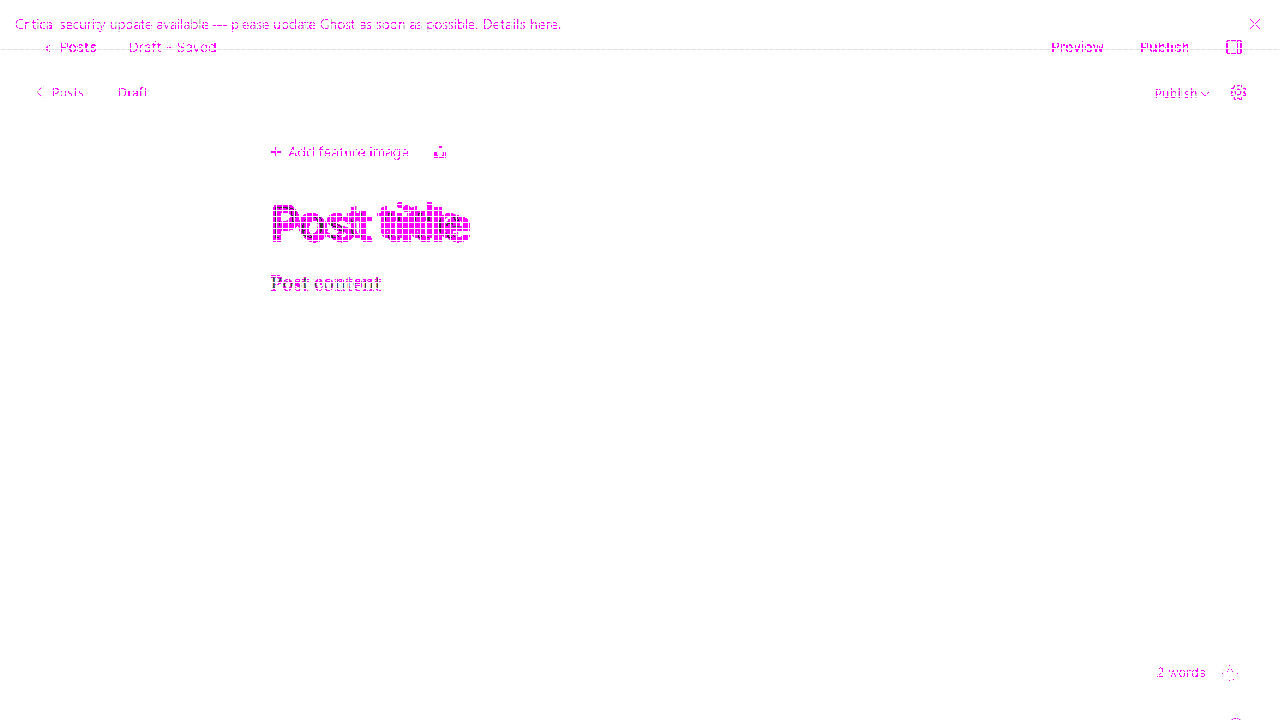 Critical security update available — please update Ghost as soon as possible. Details here.
Posts Draft - Saved Preview Publish
Posts Draft Publish
+ Add feature image
Post title
Post content
2 words